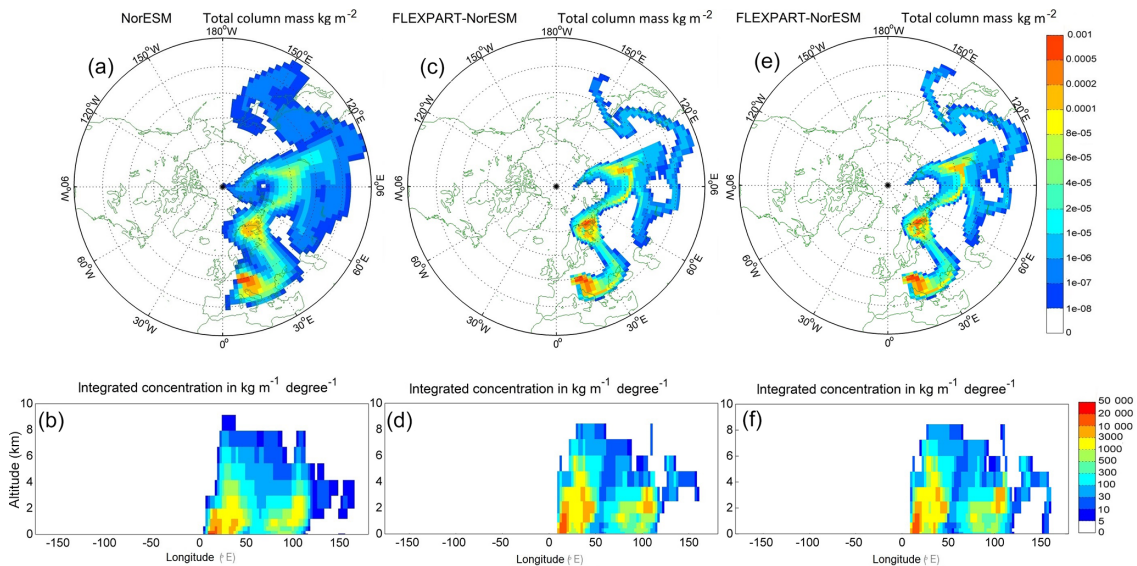 NorESM Total column mass kg m⁻² FLEXPART-NorESM Total column mass kg m⁻² FLEXPART-NorESM Total column mass kg m⁻²
(a) 180°W 150°W 120°W 90°W 60°W 30°W 0° 30°E 60°E 90°E 120°E 150°E
(c) 180°W 150°W 120°W 90°W 60°W 30°W 0° 30°E 60°E 90°E 120°E 150°E
(e) 180°W 150°W 120°W 90°W 60°W 30°W 0° 30°E 60°E 90°E 120°E 150°E
0.001
0.0005
0.0002
0.0001
8e-05
6e-05
4e-05
2e-05
1e-05
1e-06
1e-07
1e-08
0
Integrated concentration in kg m⁻¹ degree⁻¹ Integrated concentration in kg m⁻¹ degree⁻¹ Integrated concentration in kg m⁻¹ degree⁻¹
(b)
Altitude (km)
10
8
6
4
2
0
-150 -100 -50 0 50 100 150
Longitude (°E)
(d)
10
8
6
4
2
0
-150 -100 -50 0 50 100 150
Longitude (°E)
(f)
10
8
6
4
2
0
-150 -100 -50 0 50 100 150
Longitude (°E)
50 000
20 000
10 000
3000
1000
500
300
100
30
10
5
0